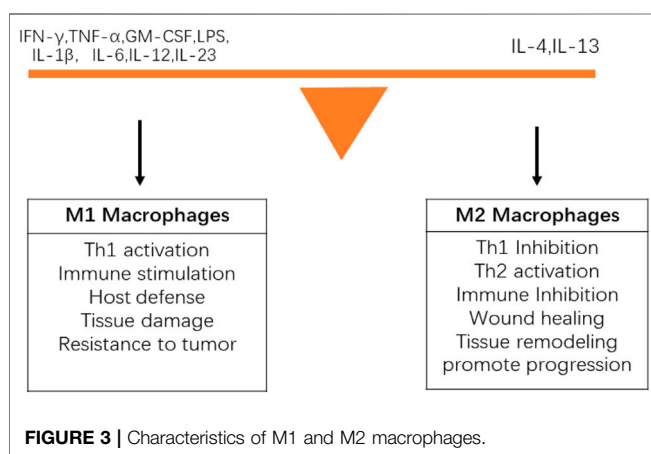 IFN-γ,TNF-α,GM-CSF,LPS,
IL-1β, IL-6,IL-12,IL-23
IL-4,IL-13
M1 Macrophages
Th1 activation
Immune stimulation
Host defense
Tissue damage
Resistance to tumor
M2 Macrophages
Th1 Inhibition
Th2 activation
Immune Inhibition
Wound healing
Tissue remodeling
promote progression
FIGURE 3 | Characteristics of M1 and M2 macrophages.